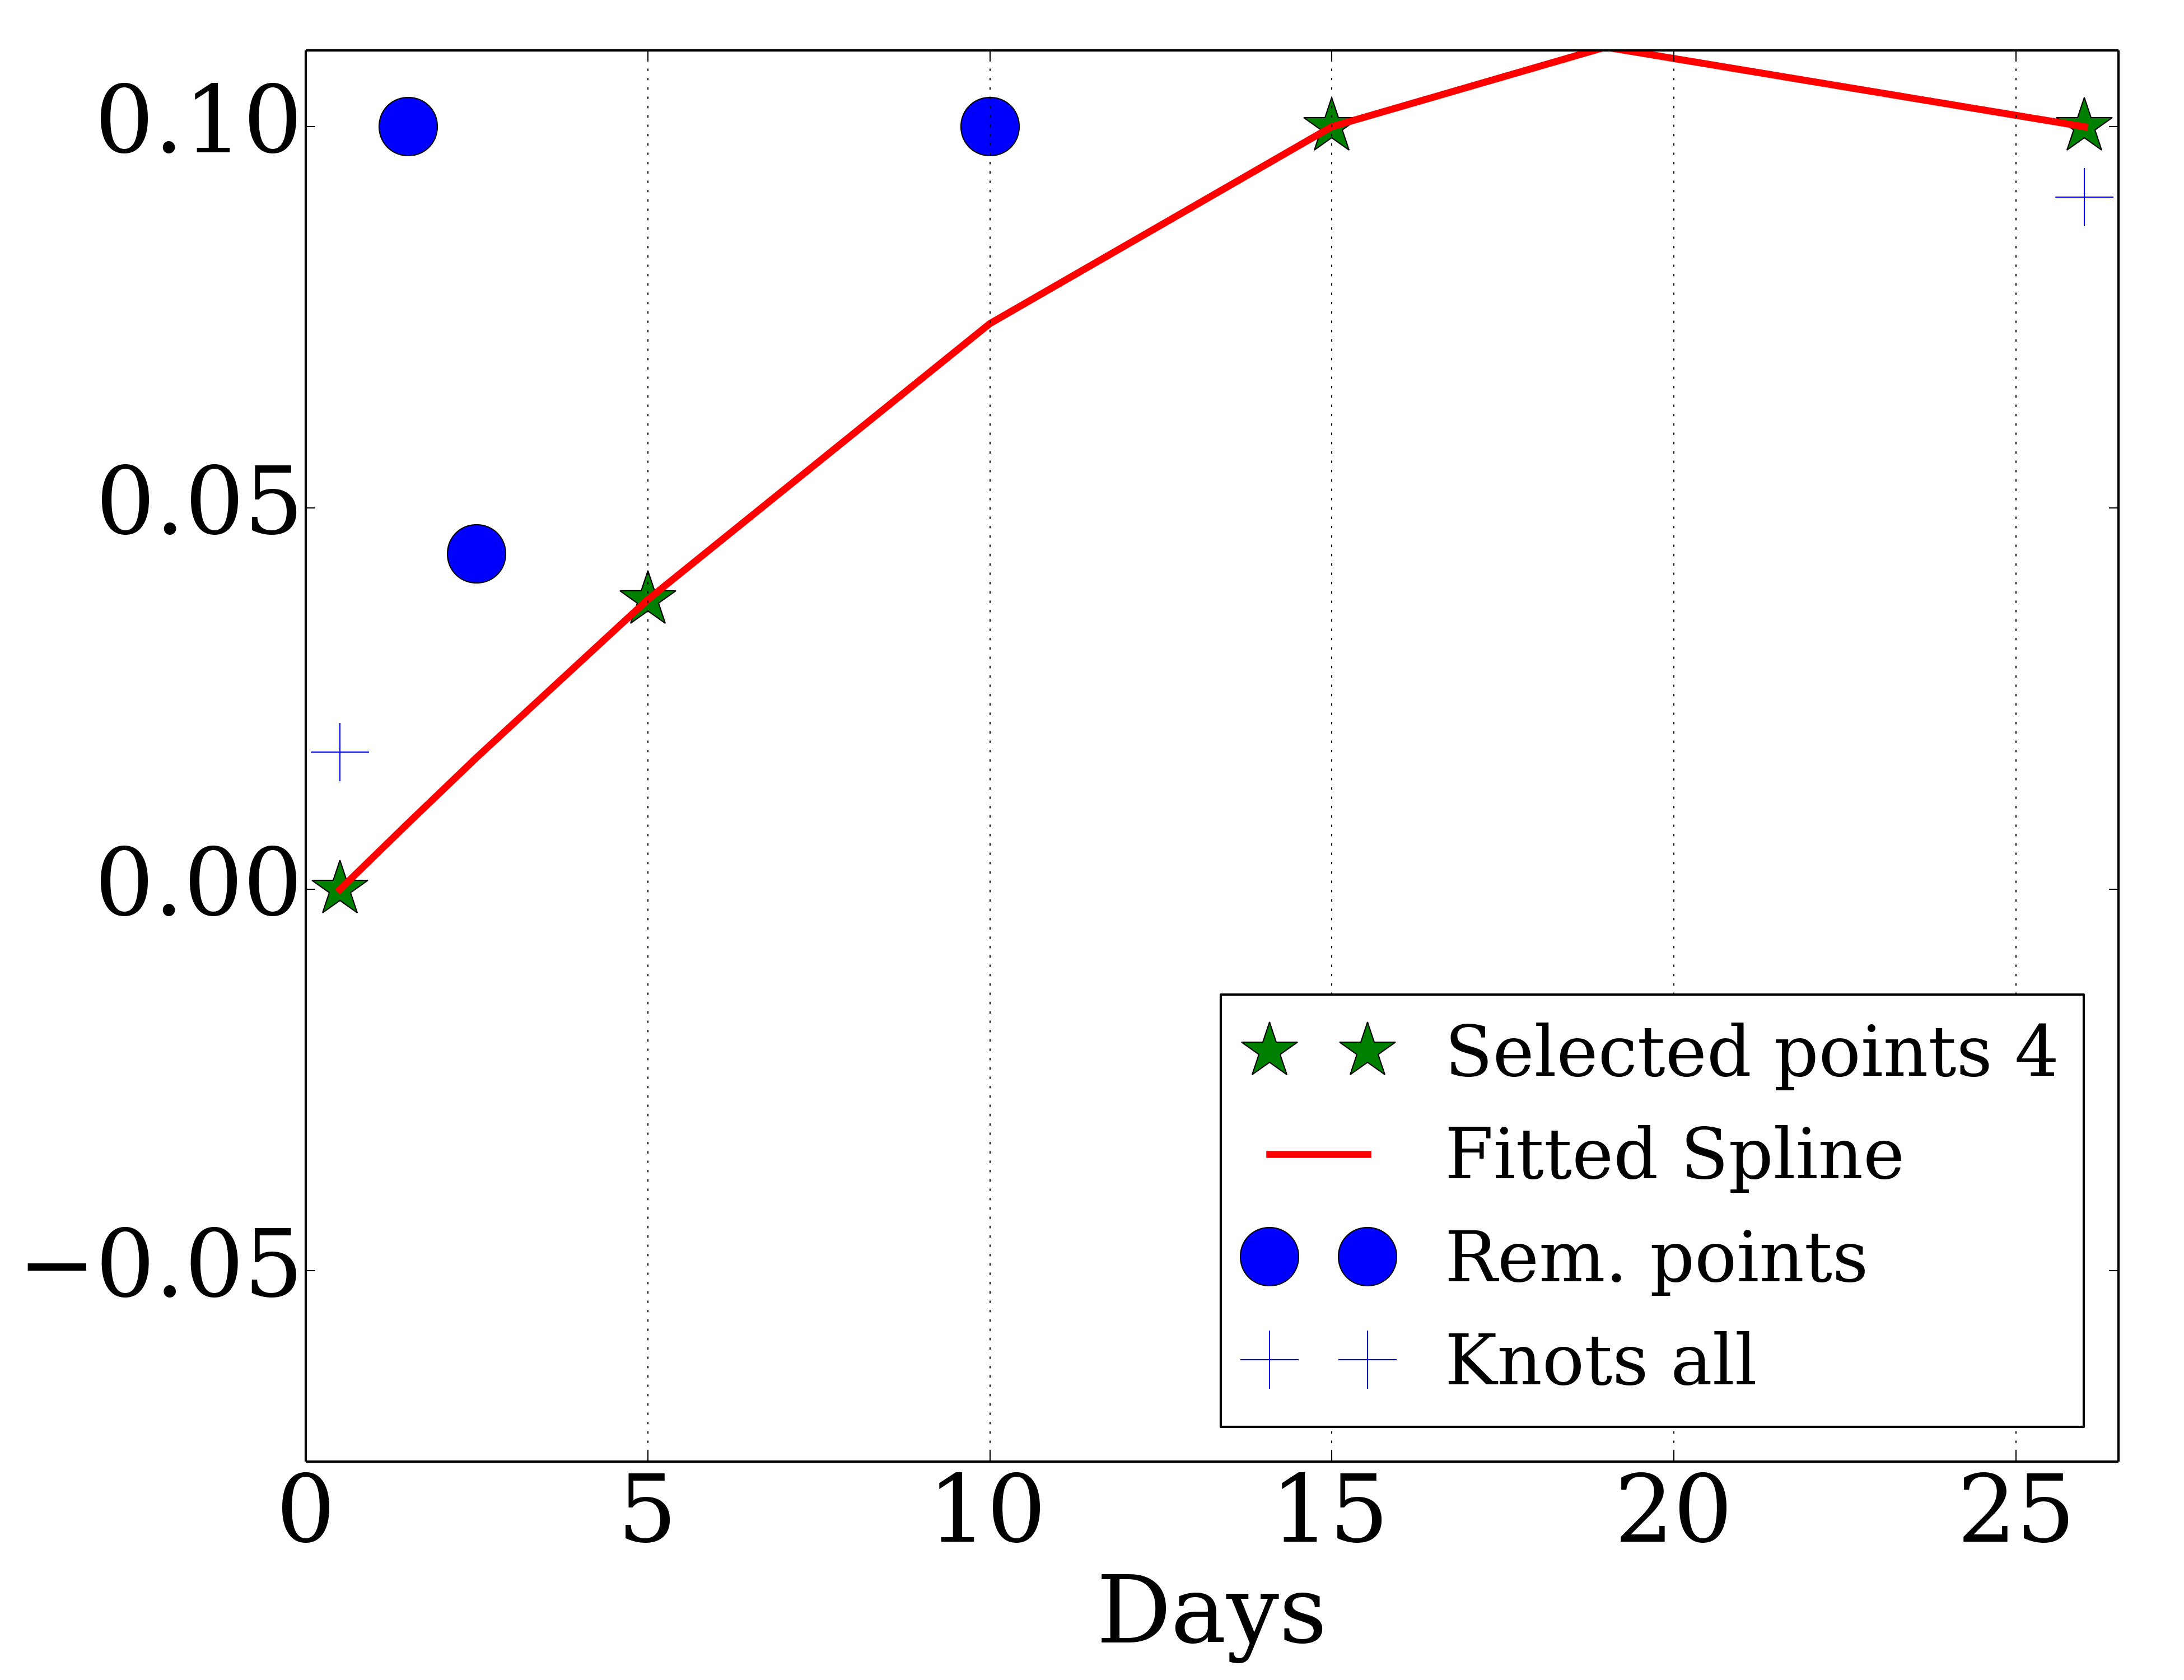 0.10
0.05
0.00
−0.05
Selected points 4
Fitted Spline
Rem. points
Knots all
0 5 10 15 20 25
Days